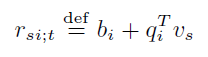 $r_{si;t} \stackrel{\text{def}}{=} b_i + q_i^T v_s$